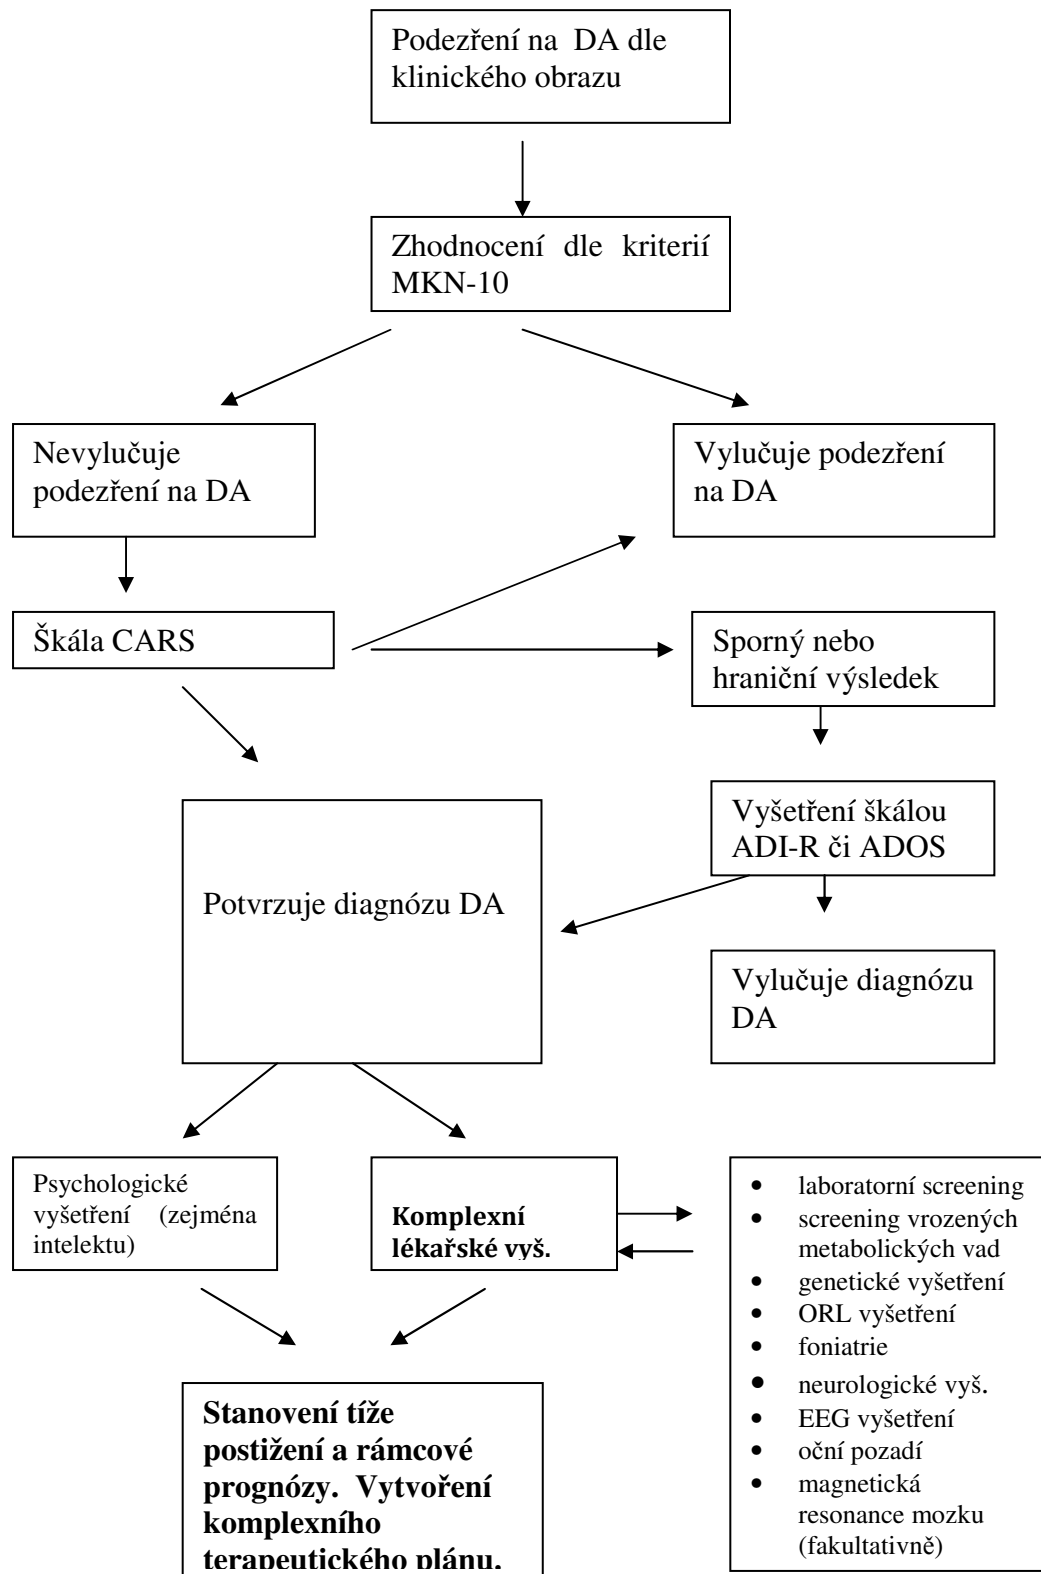 Podezření na DA dle
klinického obrazu
Zhodnocení dle kriterií
MKN-10
Nevylučuje
podezření na DA
Vylučuje podezření
na DA
Škála CARS
Sporný nebo
hraniční výsledek
Vyšetření škálou
ADI-R či ADOS
Potvrzuje diagnózu DA
Vylučuje diagnózu
DA
Psychologické
vyšetření (zejména
intelektu)
Komplexní
lékařské vyš.
• laboratorní screening
• screening vrozených
metabolických vad
• genetické vyšetření
• ORL vyšetření
• foniatrie
• neurologické vyš.
• EEG vyšetření
• oční pozadí
• magnetická
resonance mozku
(fakultativně)
Stanovení tíže
postižení a rámcové
prognózy. Vytvoření
komplexního
terapeutického plánu.